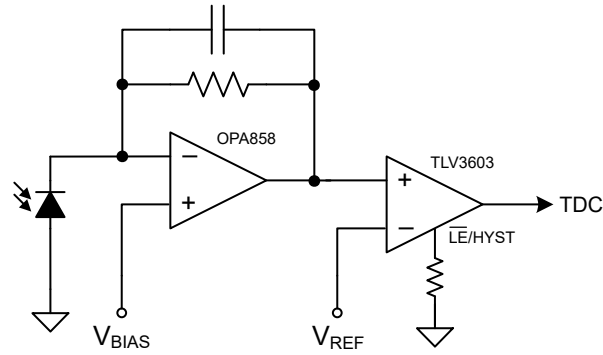 OPA858
TLV3603
−
+
+
−
TDC
LE/HYST
VBIAS
VREF